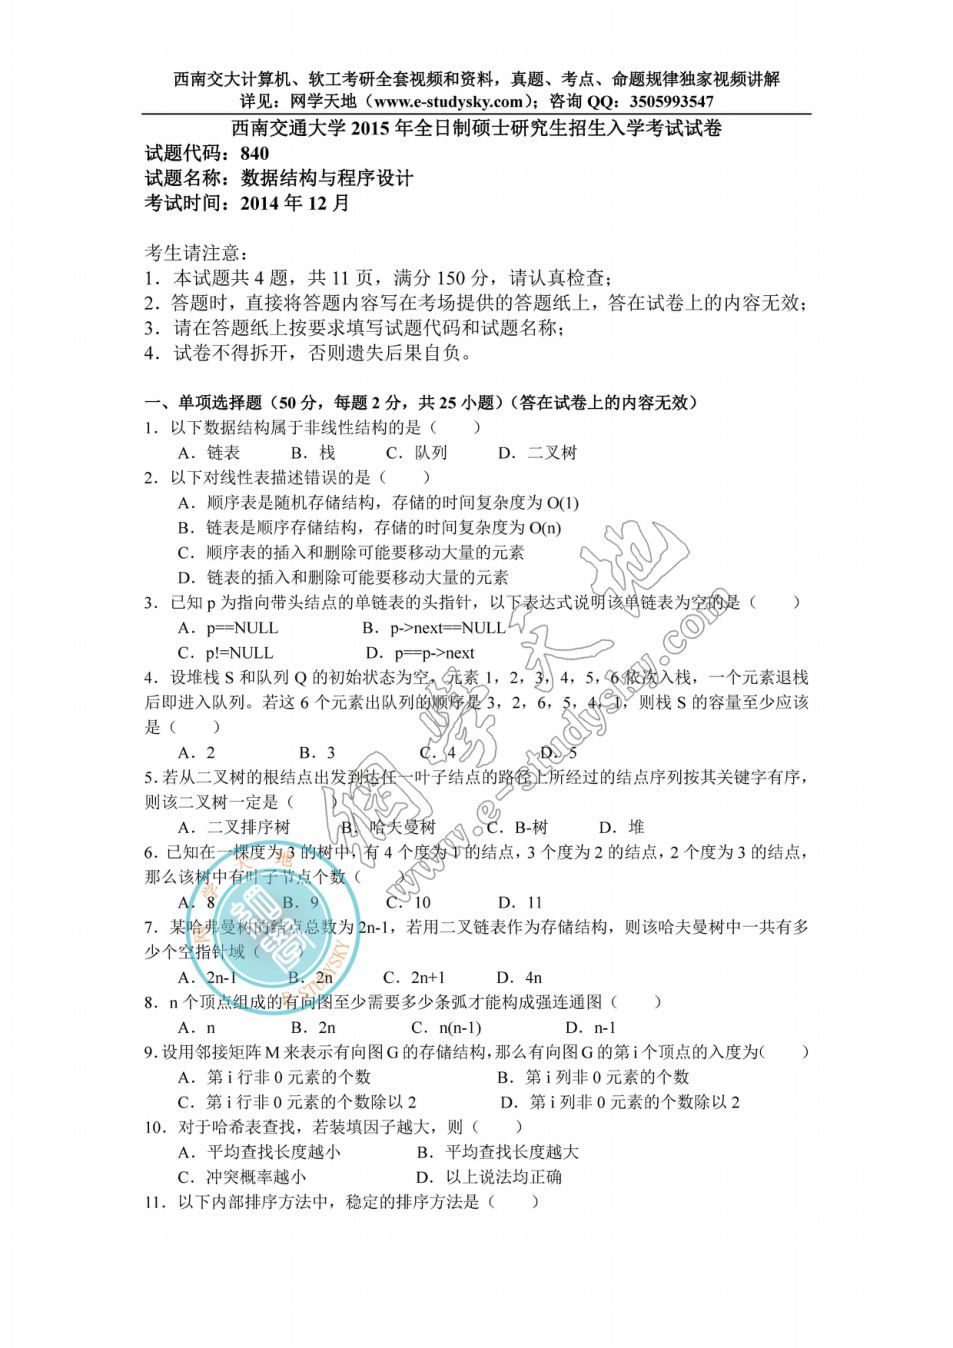 西南交大计算机、软工考研全套视频和资料，真题、考点、命题规律独家视频讲解
详见：网学天地（www.e-studysky.com）；咨询 QQ：3505993547
西南交通大学 2015 年全日制硕士研究生招生入学考试试卷
试题代码：840
试题名称：数据结构与程序设计
考试时间：2014 年 12 月
考生请注意：
1．本试题共 4 题，共 11 页，满分 150 分，请认真检查；
2．答题时，直接将答题内容写在考场提供的答题纸上，答在试卷上的内容无效；
3．请在答题纸上按要求填写试题代码和试题名称；
4．试卷不得拆开，否则遗失后果自负。
一、单项选择题（50 分，每题 2 分，共 25 小题）（答在试卷上的内容无效）
1．以下数据结构属于非线性结构的是（ ）
A．链表 B．栈 C．队列 D．二叉树
2．以下对线性表描述错误的是（ ）
A．顺序表是随机存储结构，存储的时间复杂度为 O(1)
B．链表是顺序存储结构，存储的时间复杂度为 O(n)
C．顺序表的插入和删除可能要移动大量的元素
D．链表的插入和删除可能要移动大量的元素
3．已知 p 为指向带头结点的单链表的头指针，以下表达式说明该单链表为空的是（ ）
A．p==NULL B．p->next==NULL
C．p!=NULL D．p==p->next
4．设堆栈 S 和队列 Q 的初始状态为空，元素 1，2，3，4，5，6 依次入栈，一个元素退栈
后即进入队列。若这 6 个元素出队列的顺序是 3，2，6，5，4，1，则栈 S 的容量至少应该
是（ ）
A．2 B．3 C．4 D．5
5．若从二叉树的根结点出发到达任一叶子结点的路径上所经过的结点序列按其关键字有序，
则该二叉树一定是（ ）
A．二叉排序树 B．哈夫曼树 C．B-树 D．堆
6．已知在一棵度为 3 的树中，有 4 个度为 1 的结点，3 个度为 2 的结点，2 个度为 3 的结点，
那么该树中有叶子节点个数（ ）
A．8 B．9 C．10 D．11
7．某哈弗曼树的结点总数为 2n-1，若用二叉链表作为存储结构，则该哈夫曼树中一共有多
少个空指针域（ ）
A．2n-1 B．2n C．2n+1 D．4n
8．n 个顶点组成的有向图至少需要多少条弧才能构成强连通图（ ）
A．n B．2n C．n(n-1) D．n-1
9．设用邻接矩阵 M 来表示有向图 G 的存储结构，那么有向图 G 的第 i 个顶点的入度为( )
A．第 i 行非 0 元素的个数 B．第 i 列非 0 元素的个数
C．第 i 行非 0 元素的个数除以 2 D．第 i 列非 0 元素的个数除以 2
10．对于哈希表查找，若装填因子越大，则（ ）
A．平均查找长度越小 B．平均查找长度越大
C．冲突概率越小 D．以上说法均正确
11．以下内部排序方法中，稳定的排序方法是（ ）
網學天地
www.e-studysky.com
网学天地
E-STUDYSKY